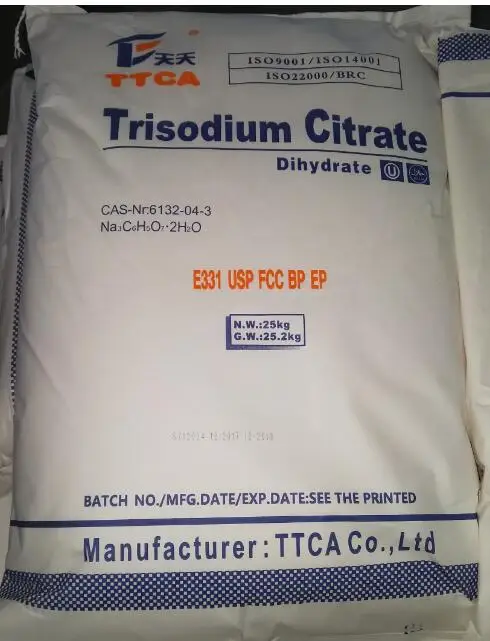 天天
TTCA
ISO9001/ISO14001
ISO22000/BRC
Trisodium Citrate
Dihydrate U
CAS-Nr:6132-04-3
Na₃C₆H₅O₇·2H₂O
E331 USP FCC BP EP
N.W.:25kg
G.W.:25.2kg
BATCH NO./MFG.DATE/EXP.DATE:SEE THE PRINTED
Manufacturer:TTCA Co.,Ltd